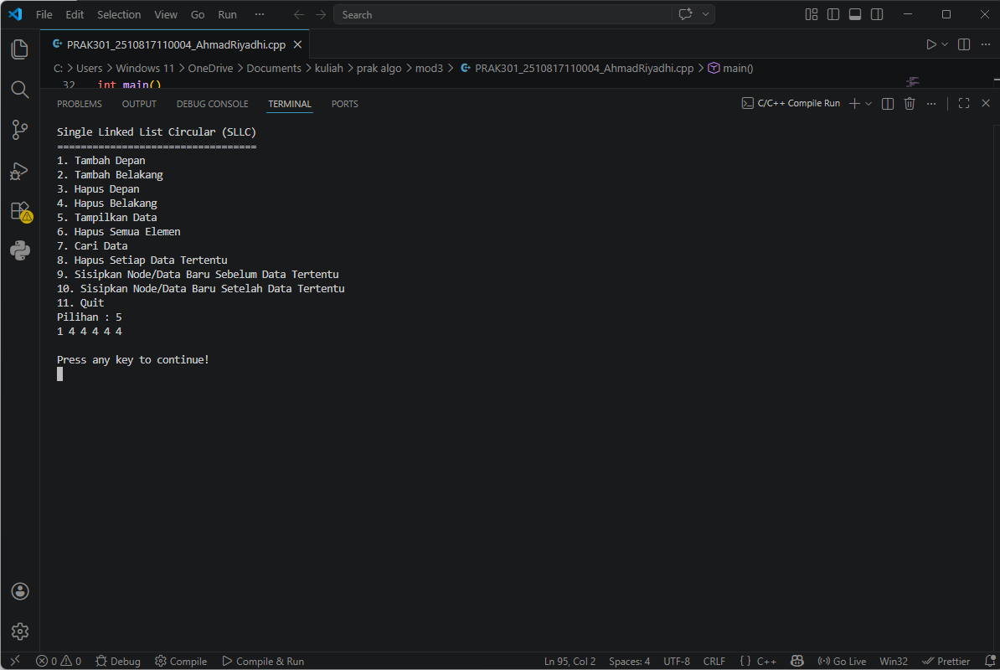 File Edit Selection View Go Run ··· Search
PRAK301_2510817110004_AhmadRiyadhi.cpp
C: > Users > Windows 11 > OneDrive > Documents > kuliah > prak algo > mod3 > PRAK301_2510817110004_AhmadRiyadhi.cpp > main()
32 int main()
PROBLEMS OUTPUT DEBUG CONSOLE TERMINAL PORTS C/C++ Compile Run
Single Linked List Circular (SLLC)
==================================
1. Tambah Depan
2. Tambah Belakang
3. Hapus Depan
4. Hapus Belakang
5. Tampilkan Data
6. Hapus Semua Elemen
7. Cari Data
8. Hapus Setiap Data Tertentu
9. Sisipkan Node/Data Baru Sebelum Data Tertentu
10. Sisipkan Node/Data Baru Setelah Data Tertentu
11. Quit
Pilihan : 5
1 4 4 4 4 4
Press any key to continue!
0 0 Debug Compile Compile & Run Ln 95, Col 2 Spaces: 4 UTF-8 CRLF { } C++ Go Live Win32 Prettier